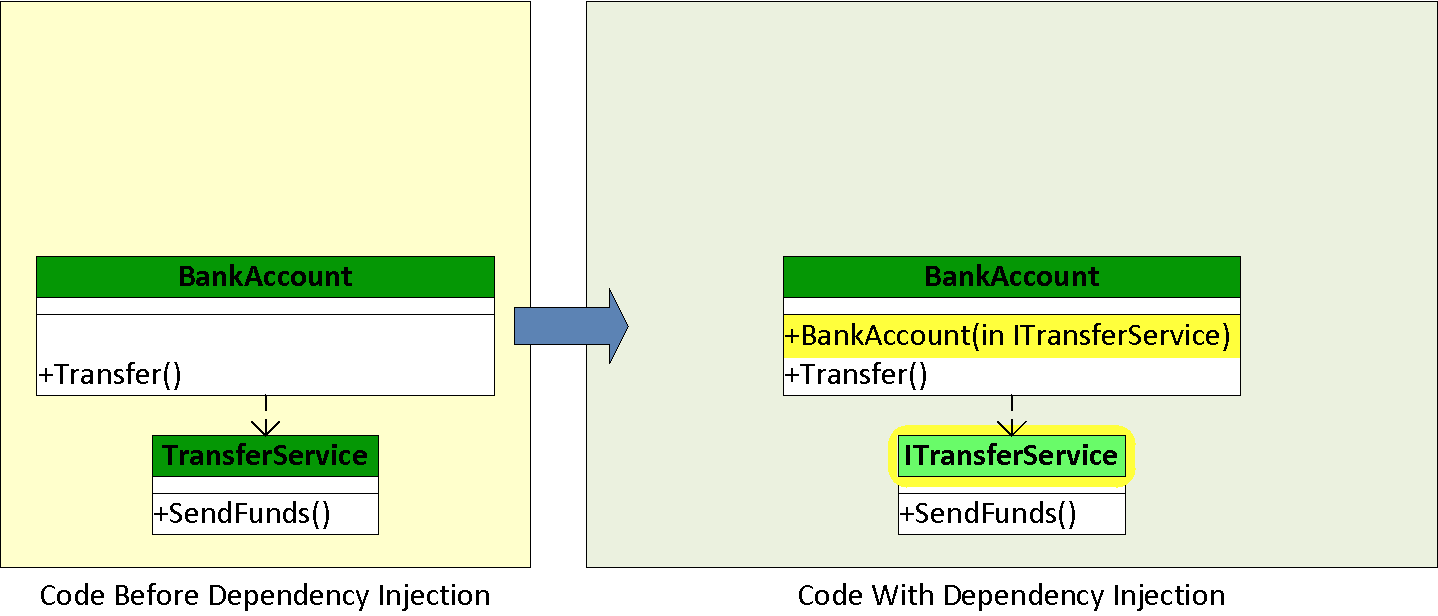 BankAccount
+Transfer()
TransferService
+SendFunds()
Code Before Dependency Injection
BankAccount
+BankAccount(in ITransferService)
+Transfer()
ITransferService
+SendFunds()
Code With Dependency Injection